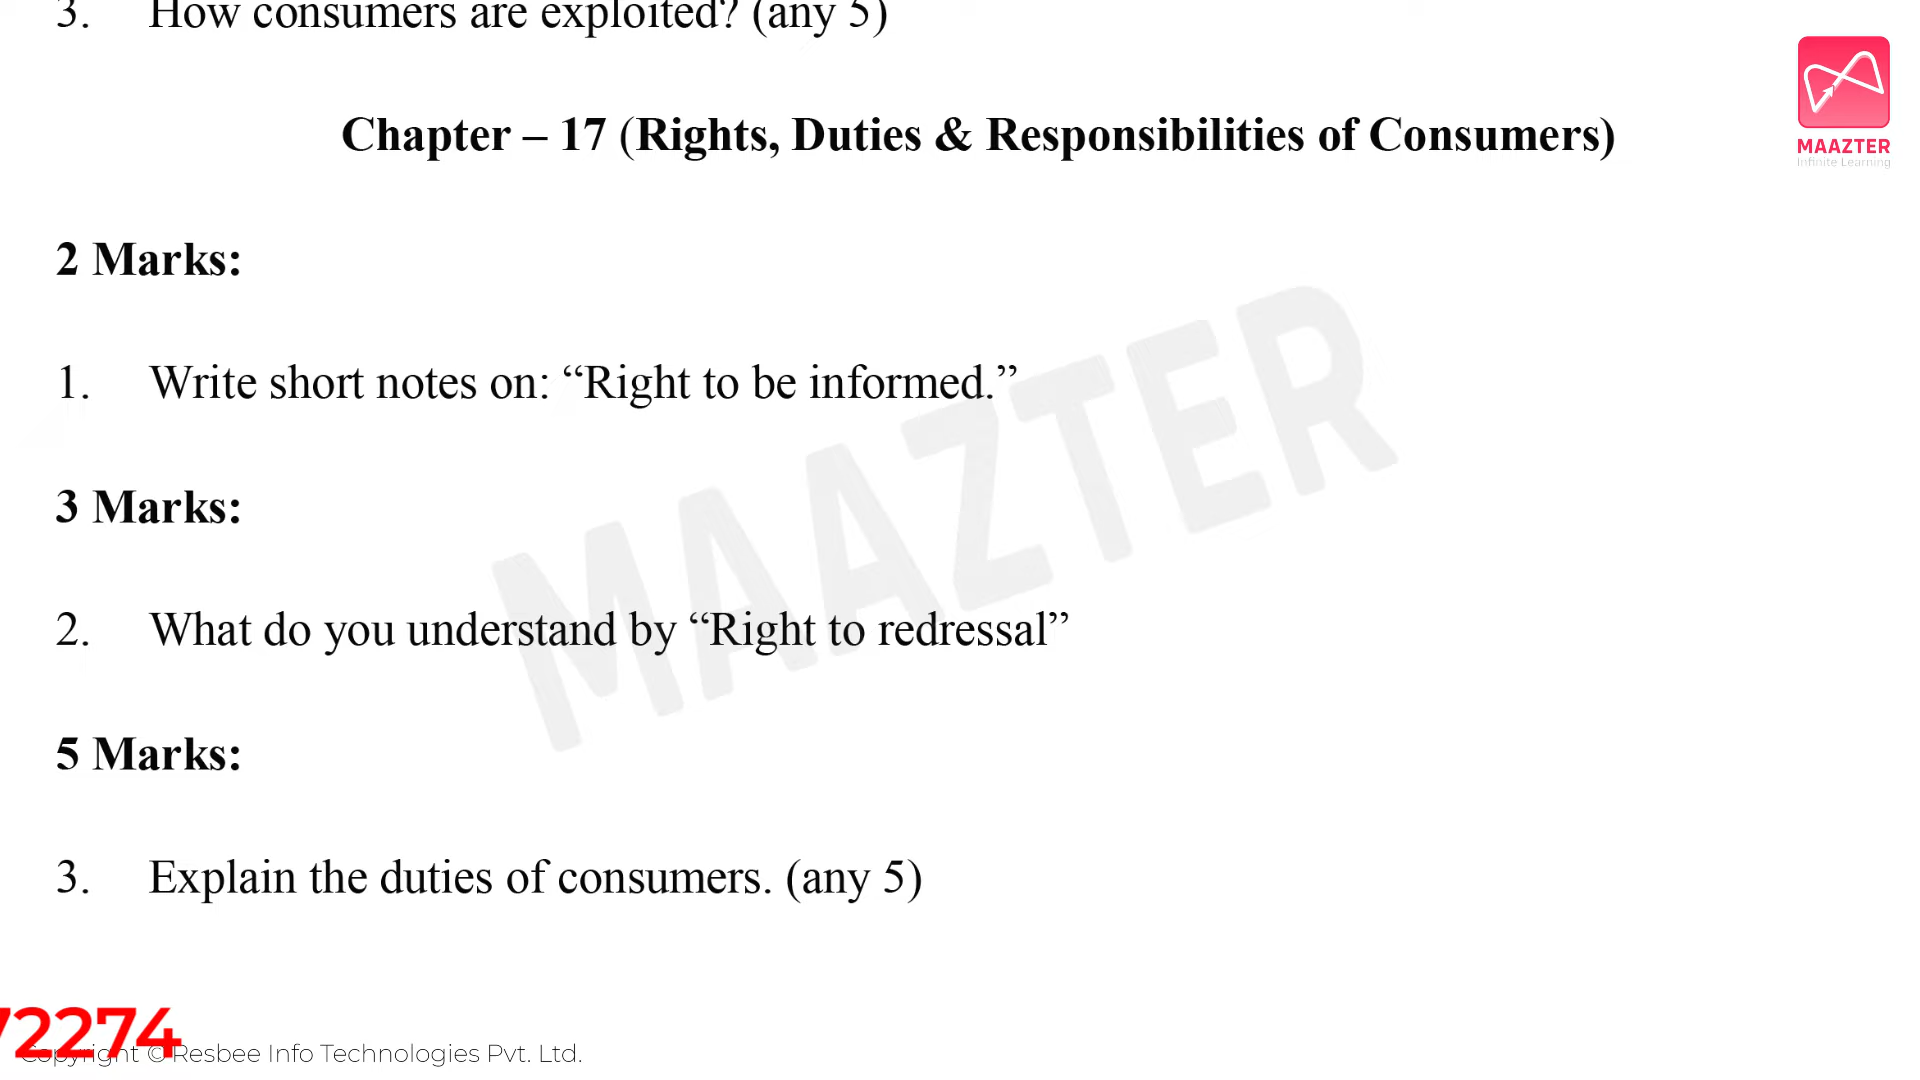 3. How consumers are exploited? (any 5)
MAAZTER
Infinite Learning
Chapter – 17 (Rights, Duties & Responsibilities of Consumers)
2 Marks:
1. Write short notes on: “Right to be informed.”
MAAZTER
3 Marks:
2. What do you understand by “Right to redressal”
5 Marks:
3. Explain the duties of consumers. (any 5)
72274
Copyright © Resbee Info Technologies Pvt. Ltd.